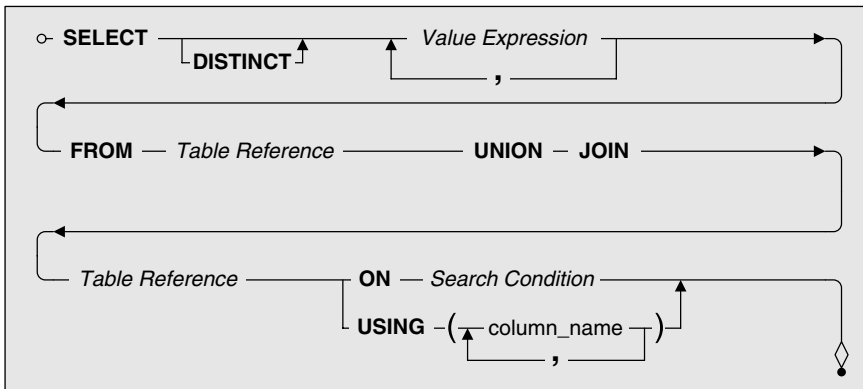 SELECT Value Expression
DISTINCT ,
FROM Table Reference UNION JOIN
Table Reference ON Search Condition
USING ( column_name )
,